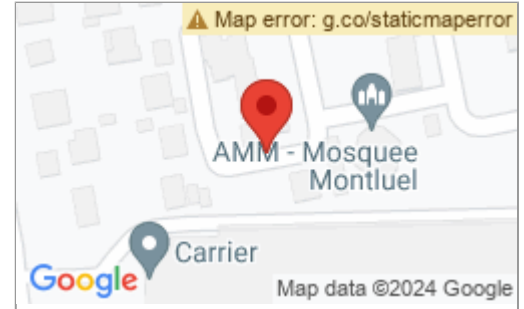 ⚠ Map error: g.co/staticmaperror
AMM - Mosquee
Montluel
Carrier
Google
Map data ©2024 Google